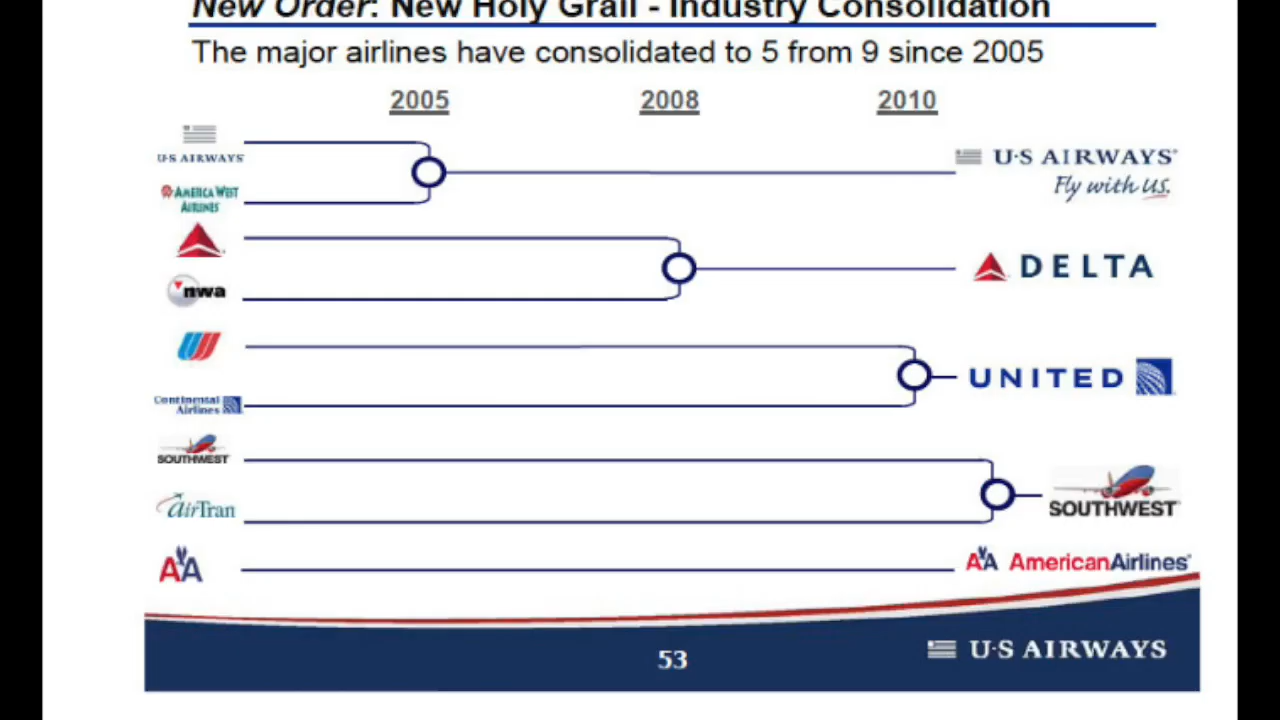 New Order: New Holy Grail - Industry Consolidation
The major airlines have consolidated to 5 from 9 since 2005
2005 2008 2010
U·S AIRWAYS
AMERICA WEST
AIRLINES
U·S AIRWAYS
Fly with US.
nwa
DELTA
Continental
Airlines
UNITED
SOUTHWEST
airTran
SOUTHWEST
AA
AA AmericanAirlines
53
U·S AIRWAYS